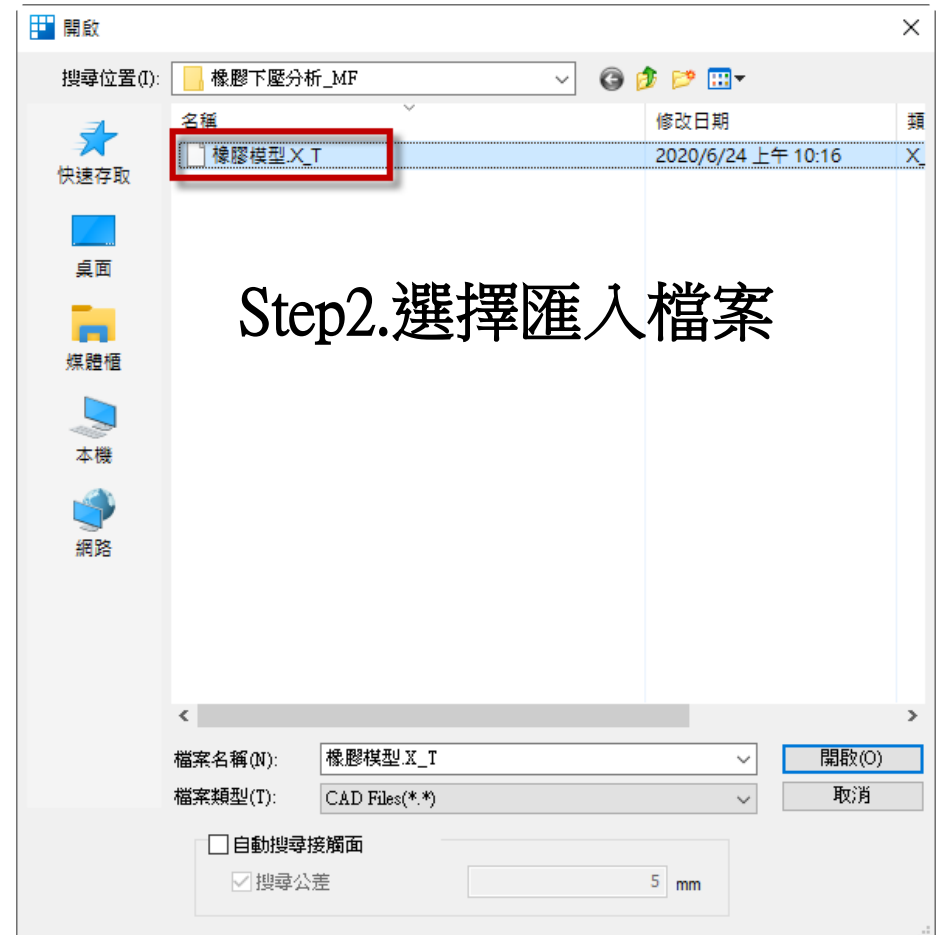 開啟
搜尋位置(I): 橡膠下壓分析_MF
名稱 修改日期 類
橡膠模型.X_T 2020/6/24 上午 10:16 X_
快速存取
桌面
Step2.選擇匯入檔案
媒體櫃
本機
網路
檔案名稱(N): 橡膠模型.X_T 開啟(O)
檔案類型(T): CAD Files(*.*) 取消
自動搜尋接觸面
搜尋公差 5 mm